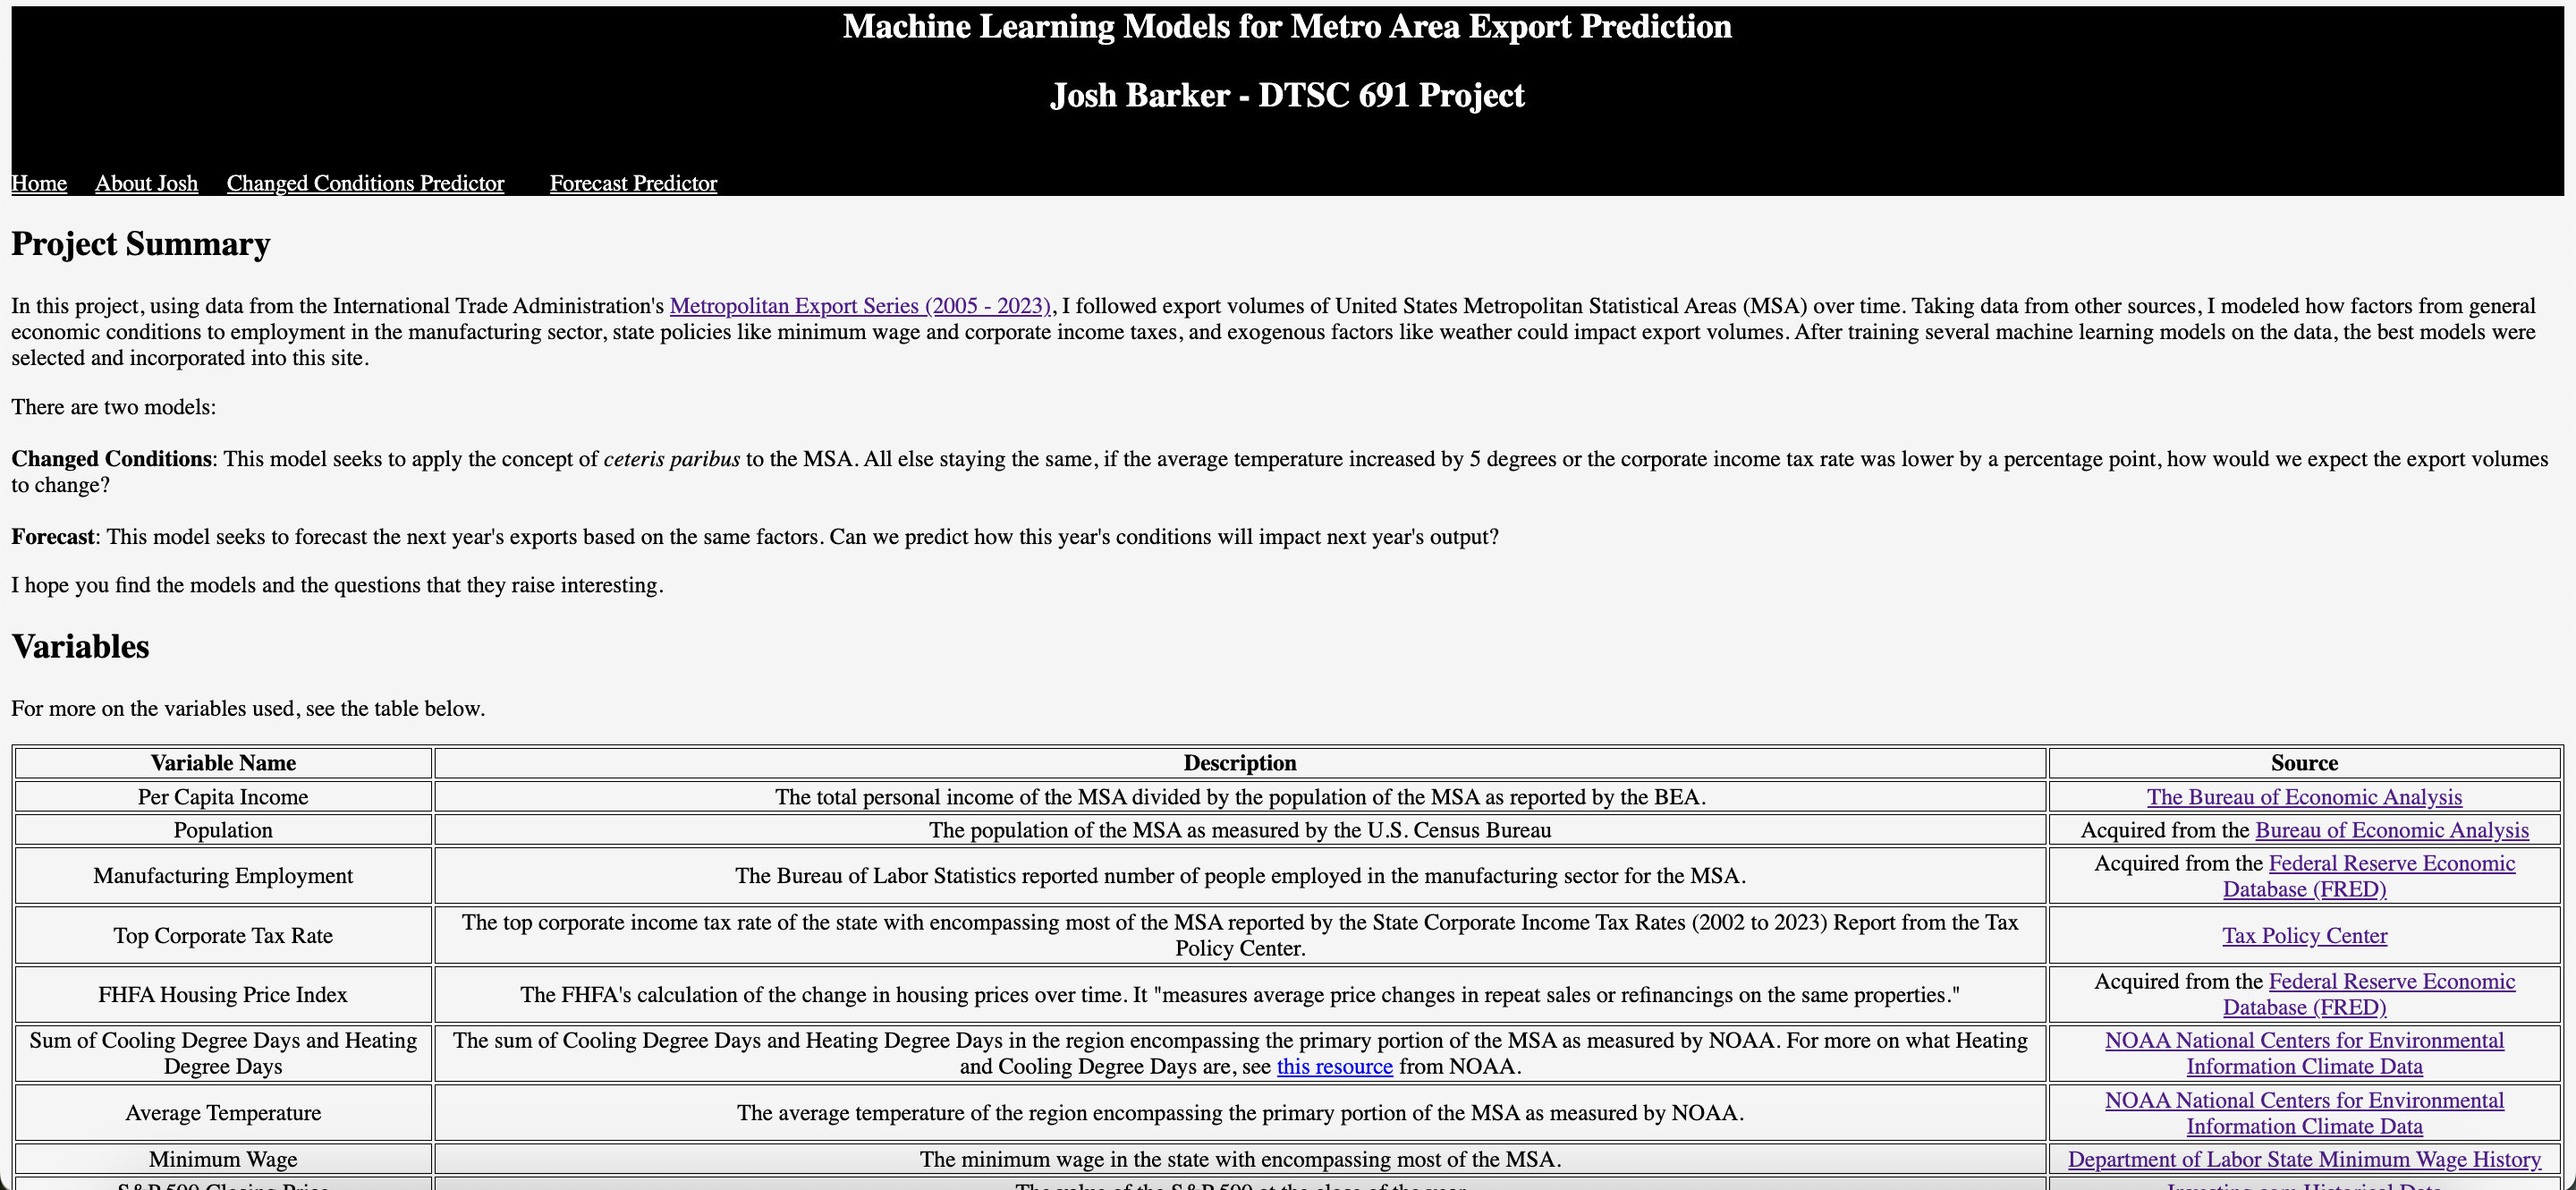 Machine Learning Models for Metro Area Export Prediction
Josh Barker - DTSC 691 Project
Home About Josh Changed Conditions Predictor Forecast Predictor
Project Summary
In this project, using data from the International Trade Administration's Metropolitan Export Series (2005 - 2023), I followed export volumes of United States Metropolitan Statistical Areas (MSA) over time. Taking data from other sources, I modeled how factors from general
economic conditions to employment in the manufacturing sector, state policies like minimum wage and corporate income taxes, and exogenous factors like weather could impact export volumes. After training several machine learning models on the data, the best models were
selected and incorporated into this site.
There are two models:
Changed Conditions: This model seeks to apply the concept of ceteris paribus to the MSA. All else staying the same, if the average temperature increased by 5 degrees or the corporate income tax rate was lower by a percentage point, how would we expect the export volumes
to change?
Forecast: This model seeks to forecast the next year's exports based on the same factors. Can we predict how this year's conditions will impact next year's output?
I hope you find the models and the questions that they raise interesting.
Variables
For more on the variables used, see the table below.
Variable Name Description Source
Per Capita Income The total personal income of the MSA divided by the population of the MSA as reported by the BEA. The Bureau of Economic Analysis
Population The population of the MSA as measured by the U.S. Census Bureau Acquired from the Bureau of Economic Analysis
Manufacturing Employment The Bureau of Labor Statistics reported number of people employed in the manufacturing sector for the MSA. Acquired from the Federal Reserve Economic
Database (FRED)
Top Corporate Tax Rate The top corporate income tax rate of the state with encompassing most of the MSA reported by the State Corporate Income Tax Rates (2002 to 2023) Report from the Tax
Policy Center. Tax Policy Center
FHFA Housing Price Index The FHFA's calculation of the change in housing prices over time. It "measures average price changes in repeat sales or refinancings on the same properties." Acquired from the Federal Reserve Economic
Database (FRED)
Sum of Cooling Degree Days and Heating The sum of Cooling Degree Days and Heating Degree Days in the region encompassing the primary portion of the MSA as measured by NOAA. For more on what Heating NOAA National Centers for Environmental
Degree Days and Cooling Degree Days are, see this resource from NOAA. Information Climate Data
Average Temperature The average temperature of the region encompassing the primary portion of the MSA as measured by NOAA. NOAA National Centers for Environmental
Information Climate Data
Minimum Wage The minimum wage in the state with encompassing most of the MSA. Department of Labor State Minimum Wage History
S&P 500 Closing Price The value of the S&P 500 at the close of the year. Investing.com Historical Data